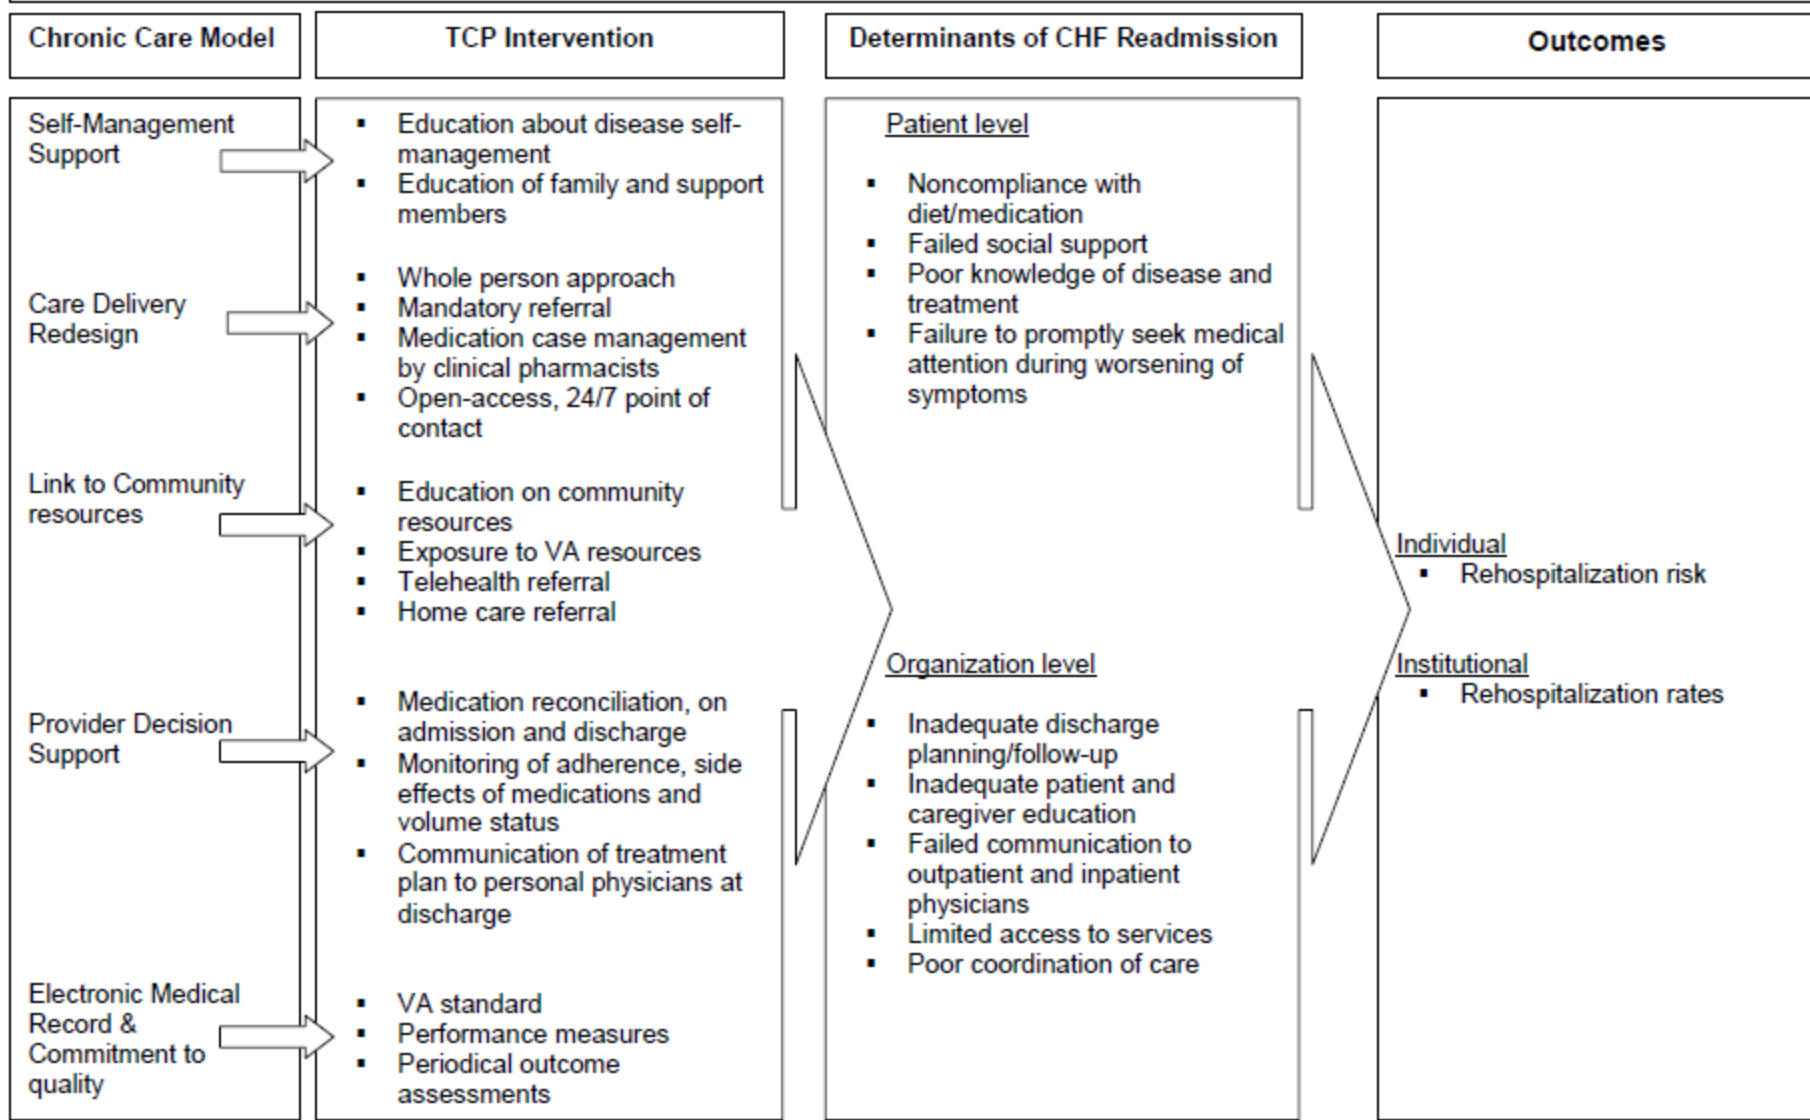 Chronic Care Model
TCP Intervention
Determinants of CHF Readmission
Outcomes
Self-Management
Support
Care Delivery
Redesign
Link to Community
resources
Provider Decision
Support
Electronic Medical
Record &
Commitment to
quality
▪ Education about disease self-
management
▪ Education of family and support
members
▪ Whole person approach
▪ Mandatory referral
▪ Medication case management
by clinical pharmacists
▪ Open-access, 24/7 point of
contact
▪ Education on community
resources
▪ Exposure to VA resources
▪ Telehealth referral
▪ Home care referral
▪ Medication reconciliation, on
admission and discharge
▪ Monitoring of adherence, side
effects of medications and
volume status
▪ Communication of treatment
plan to personal physicians at
discharge
▪ VA standard
▪ Performance measures
▪ Periodical outcome
assessments
Patient level
▪ Noncompliance with
diet/medication
▪ Failed social support
▪ Poor knowledge of disease and
treatment
▪ Failure to promptly seek medical
attention during worsening of
symptoms
Organization level
▪ Inadequate discharge
planning/follow-up
▪ Inadequate patient and
caregiver education
▪ Failed communication to
outpatient and inpatient
physicians
▪ Limited access to services
▪ Poor coordination of care
Individual
▪ Rehospitalization risk
Institutional
▪ Rehospitalization rates